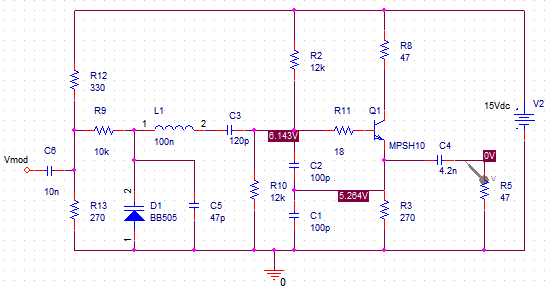 R8
47
R2
12k
R12
330
15Vdc
V2
R9
10k
L1
1
2
100n
C3
120p
R11
18
Q1
MPSH10
6.143V
Vmod
C6
10n
C2
100p
C4
4.2n
0V
V
R5
47
R13
270
2
D1
BB505
1
C5
47p
R10
12k
C1
100p
5.264V
R3
270
0